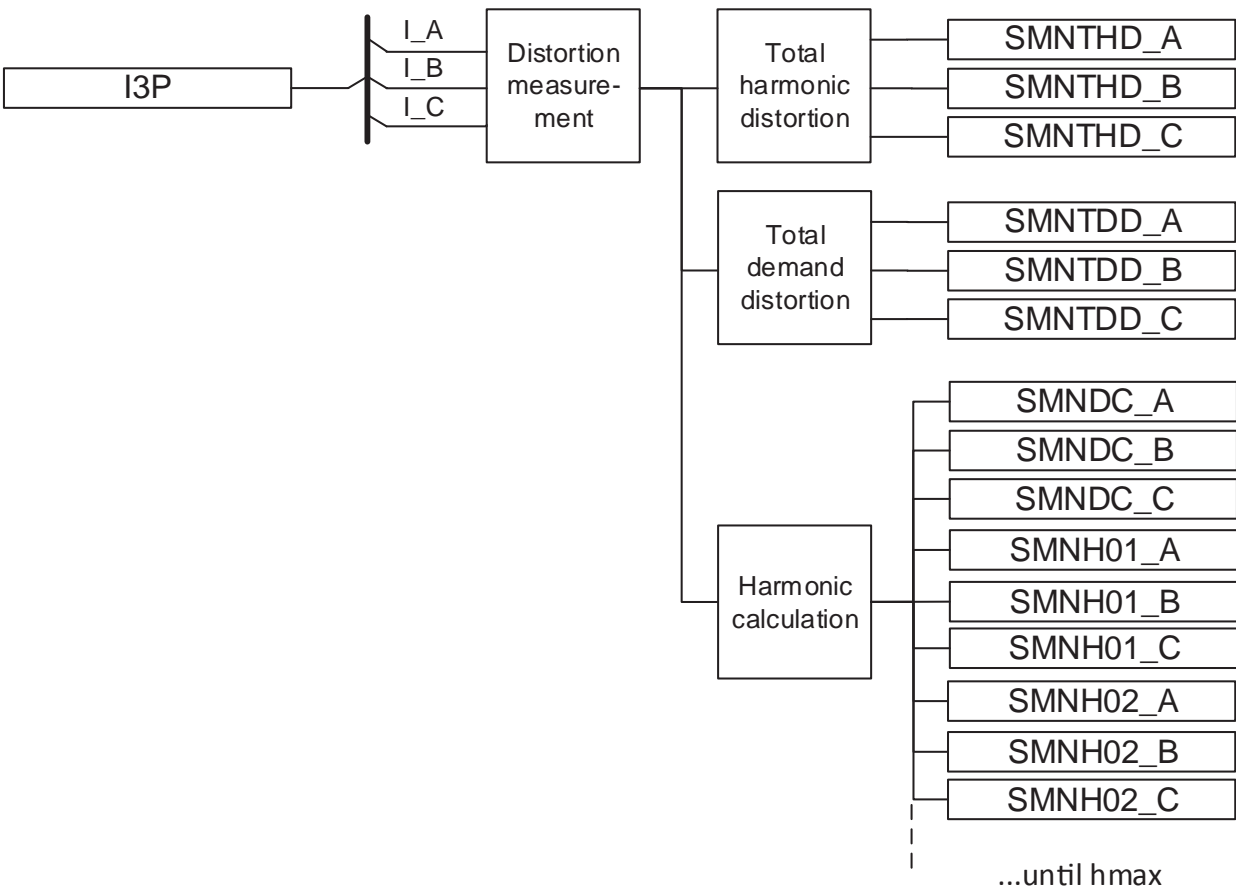 I3P
I_A
I_B
I_C
Distortion
measure-
ment
Total
harmonic
distortion
SMNTHD_A
SMNTHD_B
SMNTHD_C
Total
demand
distortion
SMNTDD_A
SMNTDD_B
SMNTDD_C
Harmonic
calculation
SMNDC_A
SMNDC_B
SMNDC_C
SMNH01_A
SMNH01_B
SMNH01_C
SMNH02_A
SMNH02_B
SMNH02_C
...until hmax